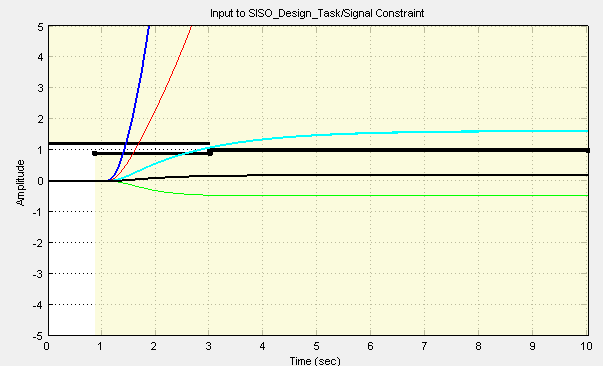 Input to SISO_Design_Task/Signal Constraint
5
4
3
2
1
0
-1
-2
-3
-4
-5
Amplitude
0 1 2 3 4 5 6 7 8 9 10
Time (sec)